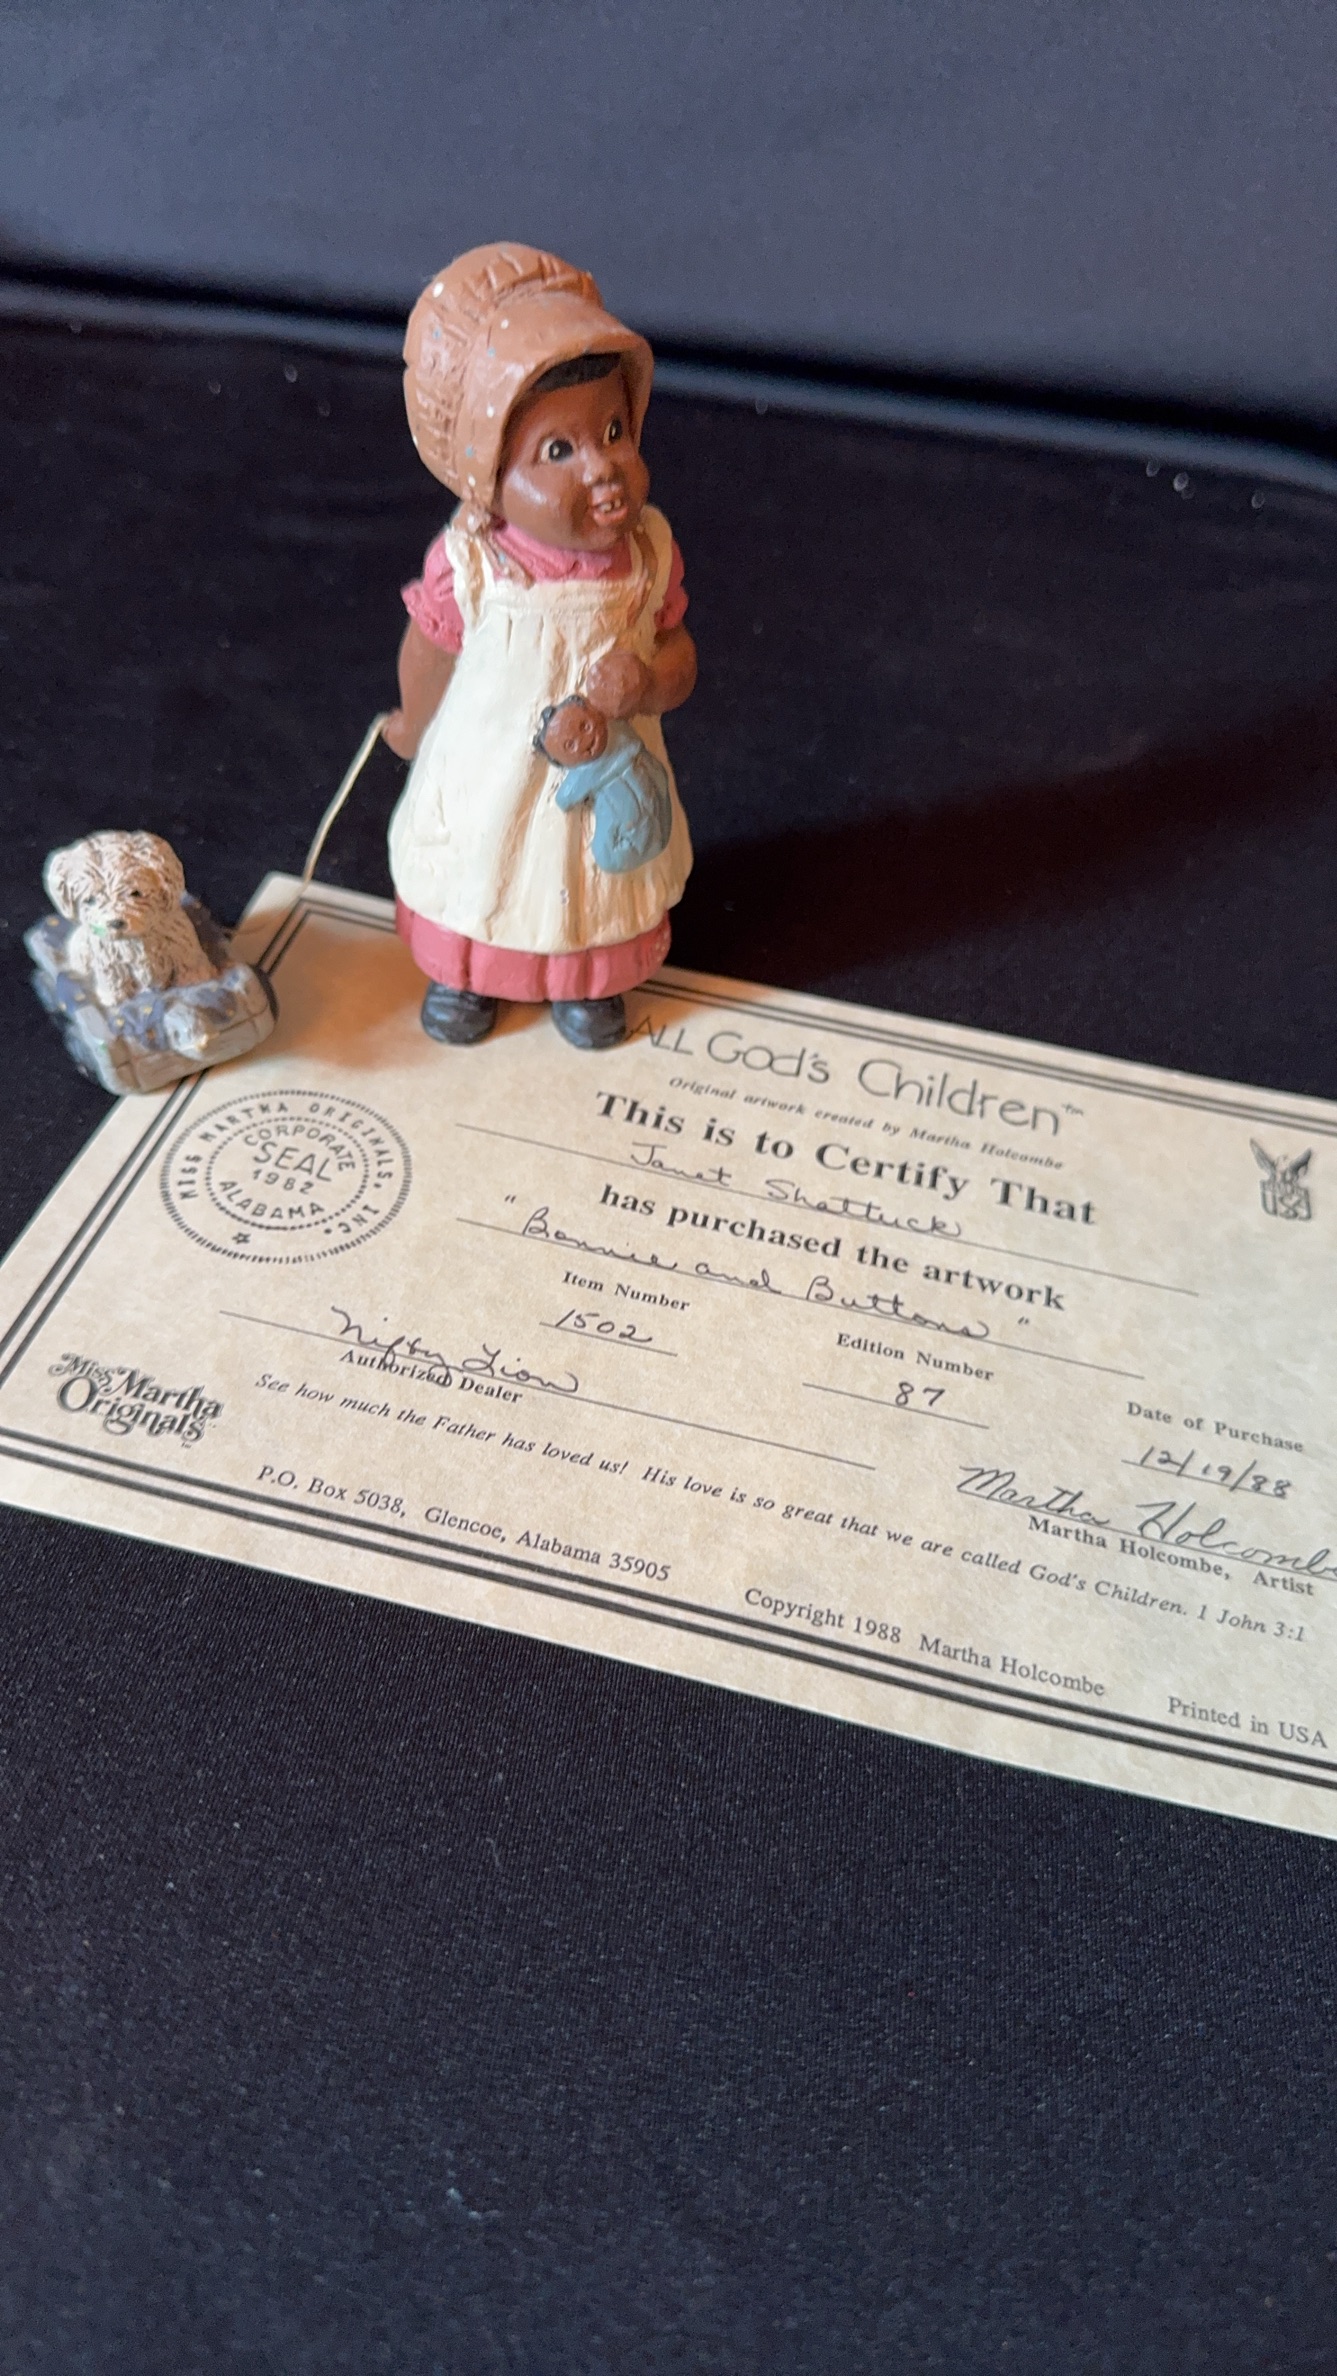 ALL God's Children™
Original artwork created by Martha Holcombe
This is to Certify That
Janet Shattuck
has purchased the artwork
"Bonnie and Buttons"
Item Number
1502
Edition Number
87
Date of Purchase
12/19/88
Nifty Lion
Authorized Dealer
Martha Holcombe
Martha Holcombe, Artist
See how much the Father has loved us! His love is so great that we are called God's Children. 1 John 3:1
P.O. Box 5038, Glencoe, Alabama 35905
Copyright 1988 Martha Holcombe
Printed in USA
MISS MARTHA ORIGINALS, INC.
CORPORATE
SEAL
1982
ALABAMA
Miss Martha
Originals